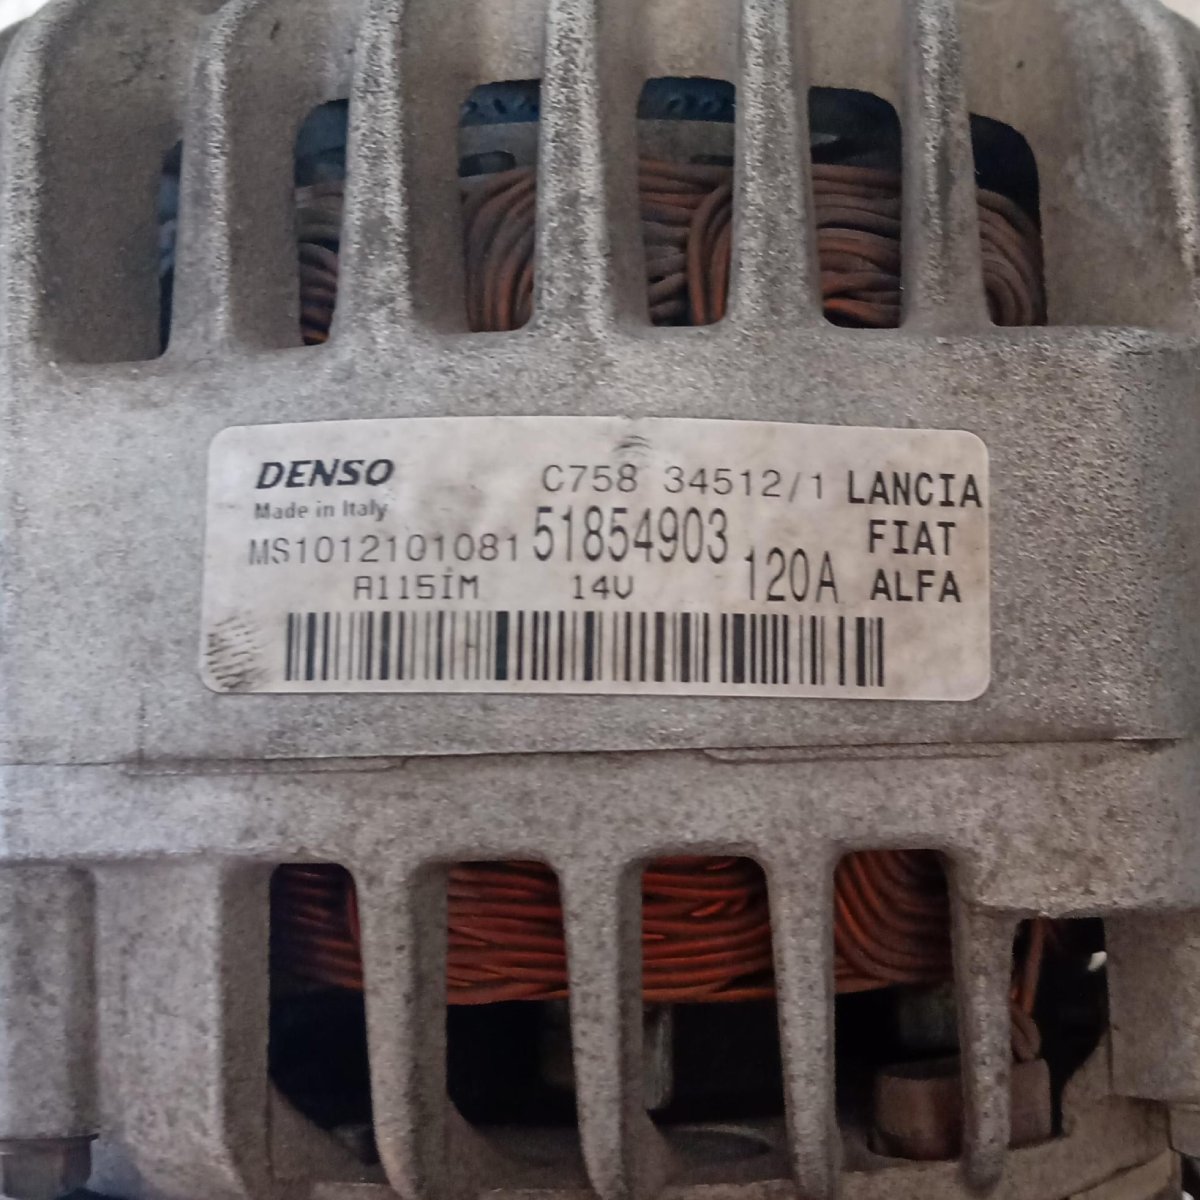 DENSO
Made in Italy
C758 34512/1
MS1012101081
51854903
A115IM
14V
120A
LANCIA
FIAT
ALFA